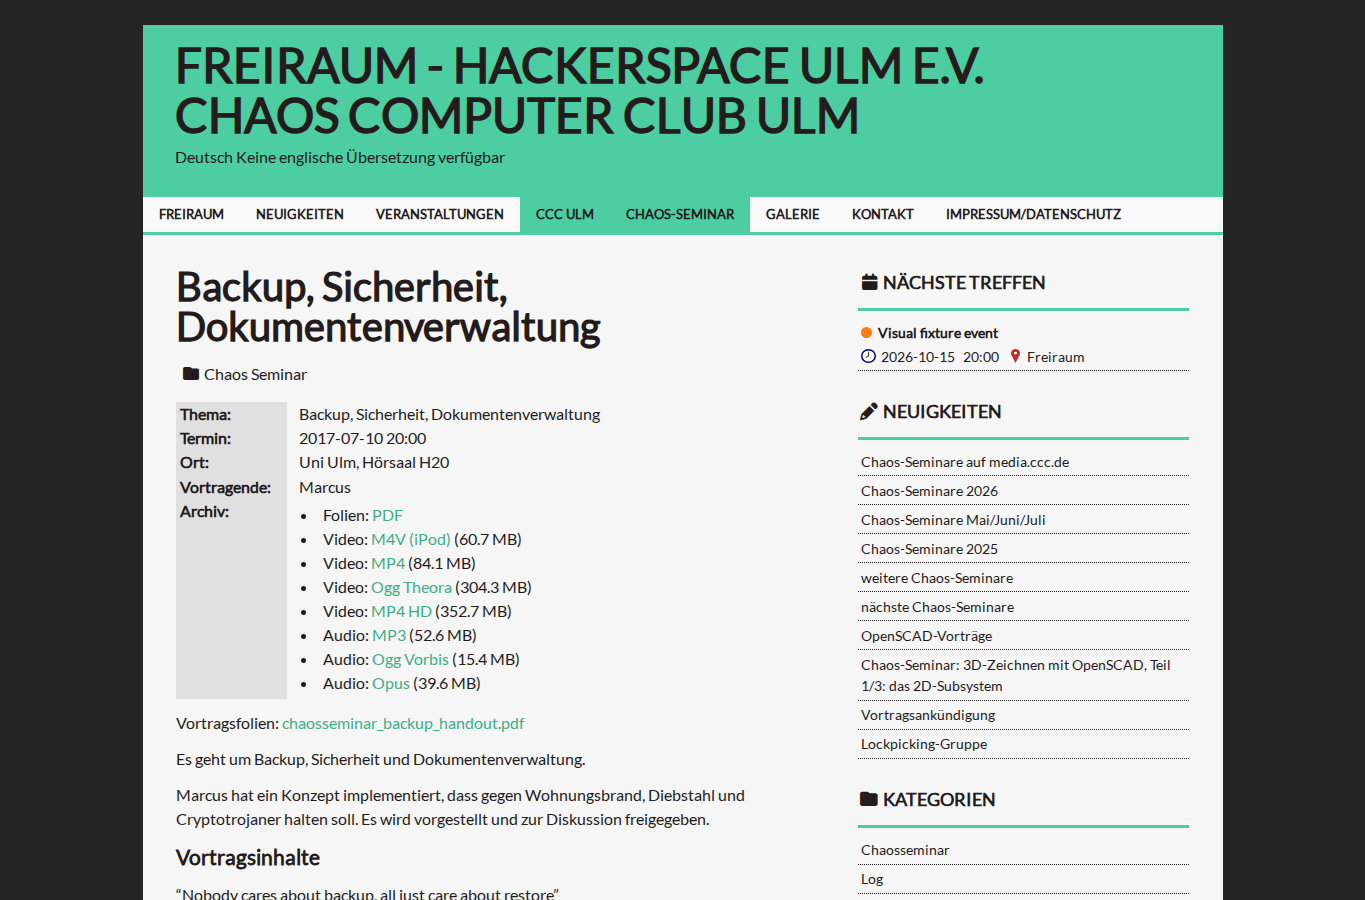 FREIRAUM - HACKERSPACE ULM E.V.
CHAOS COMPUTER CLUB ULM
Deutsch Keine englische Übersetzung verfügbar
FREIRAUM NEUIGKEITEN VERANSTALTUNGEN CCC ULM CHAOS-SEMINAR GALERIE KONTAKT IMPRESSUM/DATENSCHUTZ
Backup, Sicherheit,
Dokumentenverwaltung
Chaos Seminar
Thema: Backup, Sicherheit, Dokumentenverwaltung
Termin: 2017-07-10 20:00
Ort: Uni Ulm, Hörsaal H20
Vortragende: Marcus
Archiv:
• Folien: PDF
• Video: M4V (iPod) (60.7 MB)
• Video: MP4 (84.1 MB)
• Video: Ogg Theora (304.3 MB)
• Video: MP4 HD (352.7 MB)
• Audio: MP3 (52.6 MB)
• Audio: Ogg Vorbis (15.4 MB)
• Audio: Opus (39.6 MB)
Vortragsfolien: chaosseminar_backup_handout.pdf
Es geht um Backup, Sicherheit und Dokumentenverwaltung.
Marcus hat ein Konzept implementiert, dass gegen Wohnungsbrand, Diebstahl und
Cryptotrojaner halten soll. Es wird vorgestellt und zur Diskussion freigegeben.
Vortragsinhalte
“Nobody cares about backup, all just care about restore”
NÄCHSTE TREFFEN
Visual fixture event
2026-10-15 20:00 Freiraum
NEUIGKEITEN
Chaos-Seminare auf media.ccc.de
Chaos-Seminare 2026
Chaos-Seminare Mai/Juni/Juli
Chaos-Seminare 2025
weitere Chaos-Seminare
nächste Chaos-Seminare
OpenSCAD-Vorträge
Chaos-Seminar: 3D-Zeichnen mit OpenSCAD, Teil
1/3: das 2D-Subsystem
Vortragsankündigung
Lockpicking-Gruppe
KATEGORIEN
Chaosseminar
Log